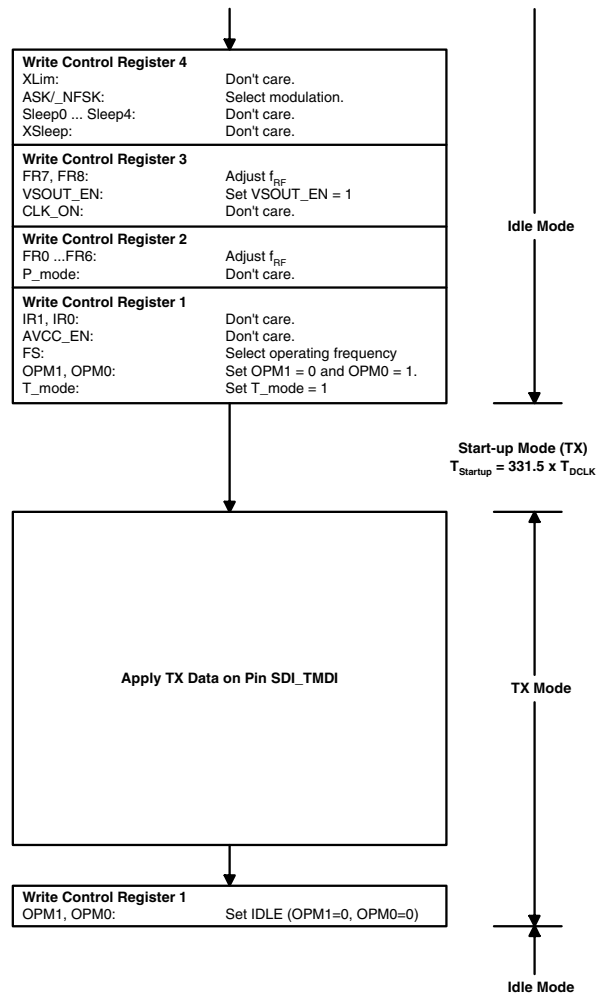 Write Control Register 4
XLim: Don't care.
ASK/_NFSK: Select modulation.
Sleep0 ... Sleep4: Don't care.
XSleep: Don't care.
Write Control Register 3
FR7, FR8: Adjust fRF
VSOUT_EN: Set VSOUT_EN = 1
CLK_ON: Don't care.
Write Control Register 2
FR0 ...FR6: Adjust fRF
P_mode: Don't care.
Write Control Register 1
IR1, IR0: Don't care.
AVCC_EN: Don't care.
FS: Select operating frequency
OPM1, OPM0: Set OPM1 = 0 and OPM0 = 1.
T_mode: Set T_mode = 1
Idle Mode
Start-up Mode (TX)
TStartup = 331.5 x TDCLK
Apply TX Data on Pin SDI_TMDI
TX Mode
Write Control Register 1
OPM1, OPM0: Set IDLE (OPM1=0, OPM0=0)
Idle Mode